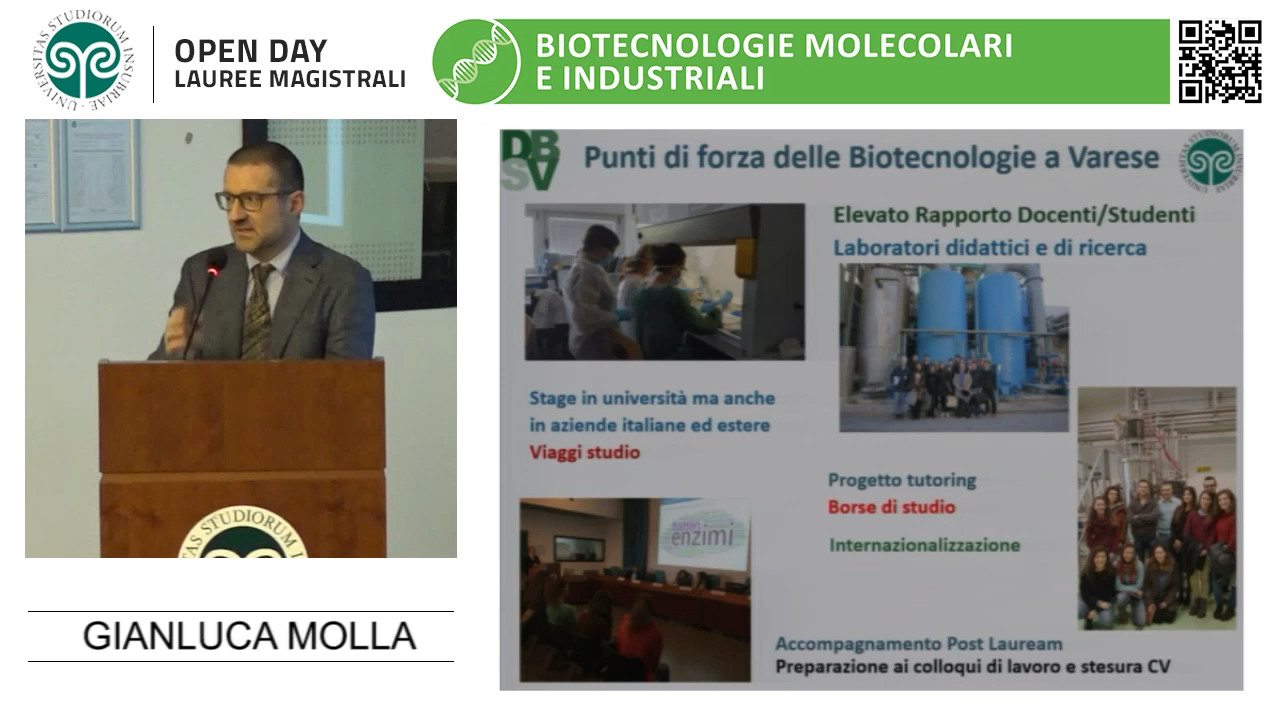 UNIVERSITAS STUDIORUM INSUBRIAE
OPEN DAY
LAUREE MAGISTRALI
BIOTECNOLOGIE MOLECOLARI
E INDUSTRIALI
DBSV
Punti di forza delle Biotecnologie a Varese
Elevato Rapporto Docenti/Studenti
Laboratori didattici e di ricerca
Stage in università ma anche
in aziende italiane ed estere
Viaggi studio
Progetto tutoring
Borse di studio
Internazionalizzazione
enzimi
Accompagnamento Post Lauream
Preparazione ai colloqui di lavoro e stesura CV
STUDIORUM
GIANLUCA MOLLA